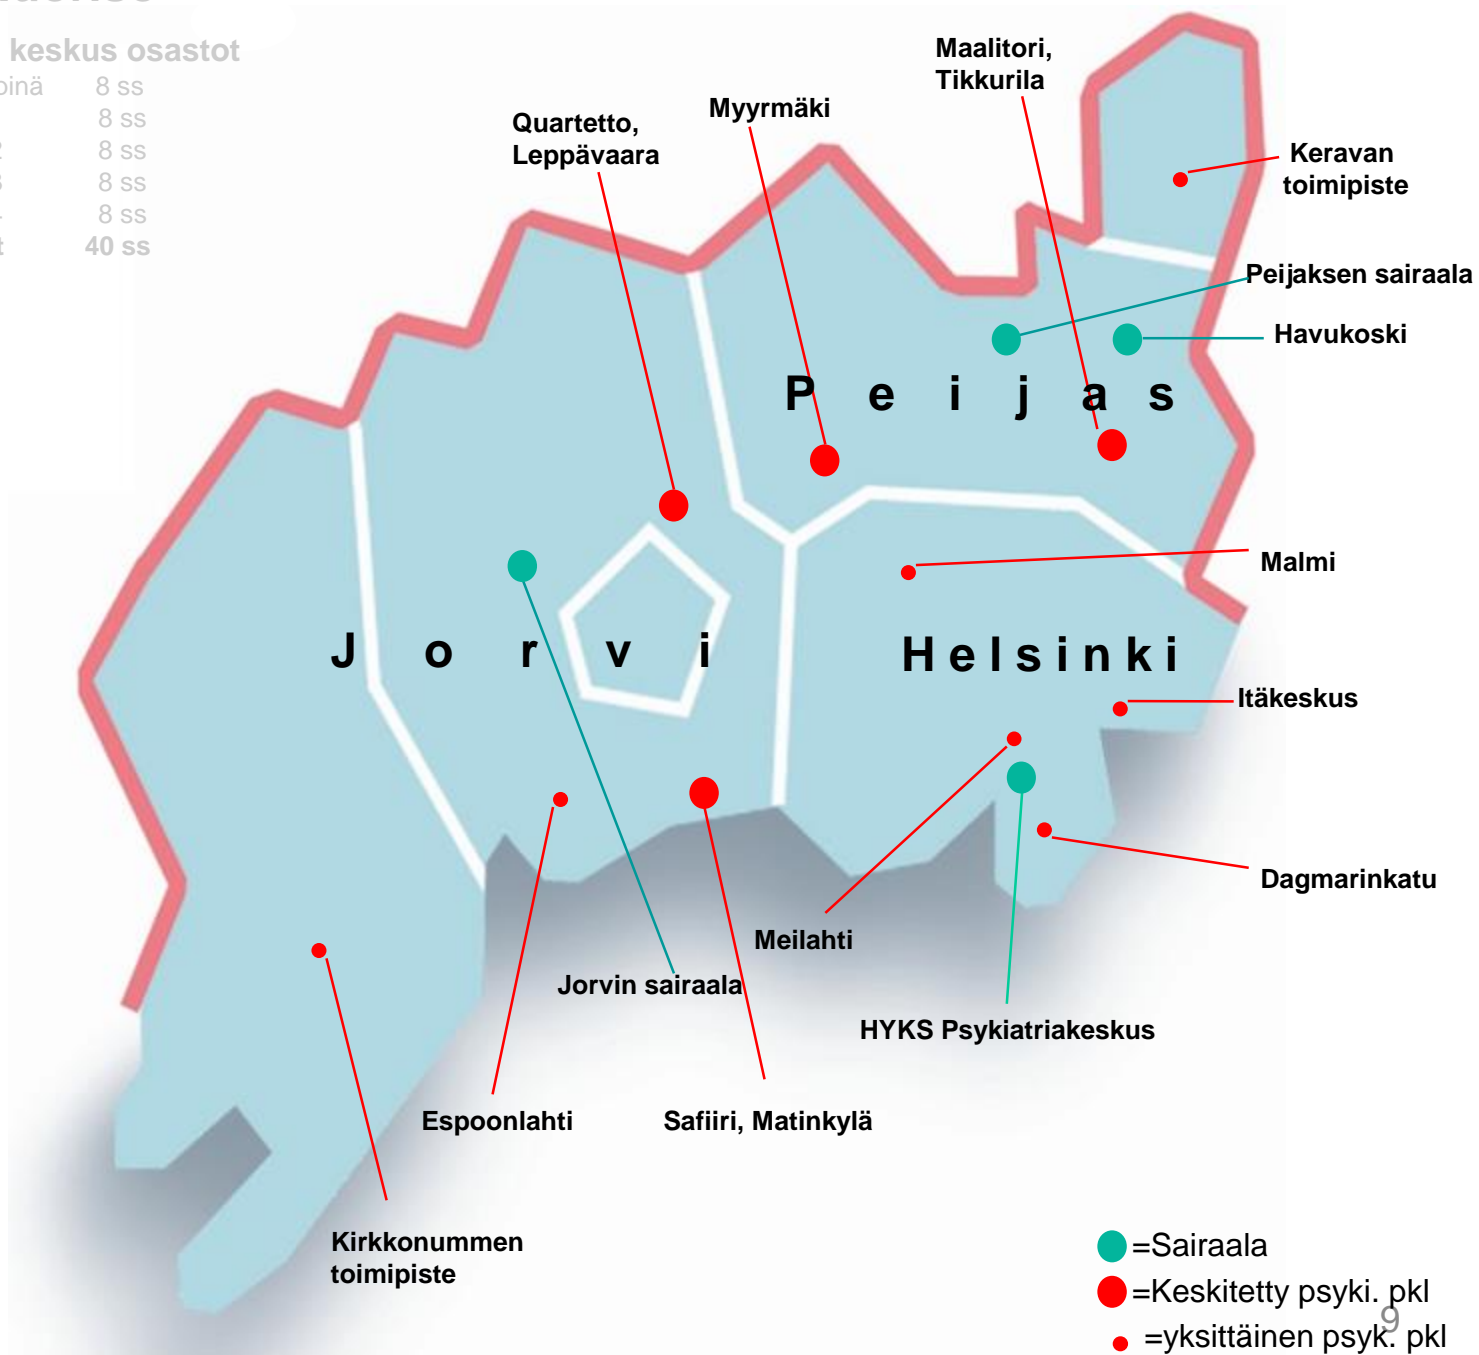 keskus osastot
8 ss
8 ss
8 ss
8 ss
8 ss
40 ss
Maalitori,
Tikkurila
Myyrmäki
Quartetto,
Leppävaara
Keravan
toimipiste
Peijaksen sairaala
Havukoski
P e i j a s
Malmi
J o r v i
Helsinki
Itäkeskus
Dagmarinkatu
Meilahti
Jorvin sairaala
HYKS Psykiatriakeskus
Espoonlahti
Safiiri, Matinkylä
Kirkkonummen
toimipiste
=Sairaala
=Keskitetty psyki. pkl
9
=yksittäinen psyk. pkl